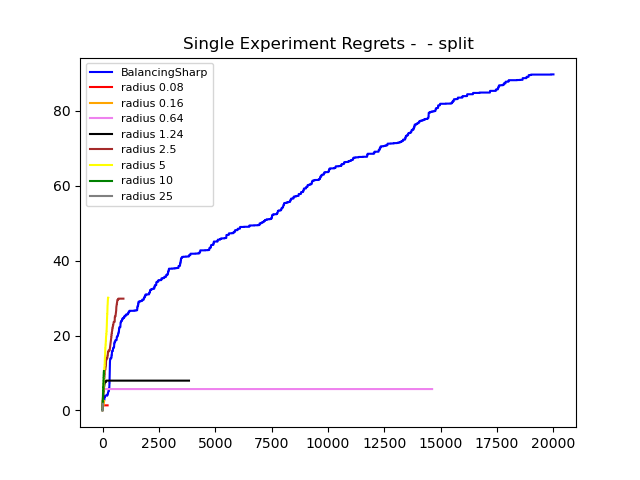 Single Experiment Regrets -  - split
BalancingSharp
radius 0.08
radius 0.16
radius 0.64
radius 1.24
radius 2.5
radius 5
radius 10
radius 25
80
60
40
20
0
0 2500 5000 7500 10000 12500 15000 17500 20000